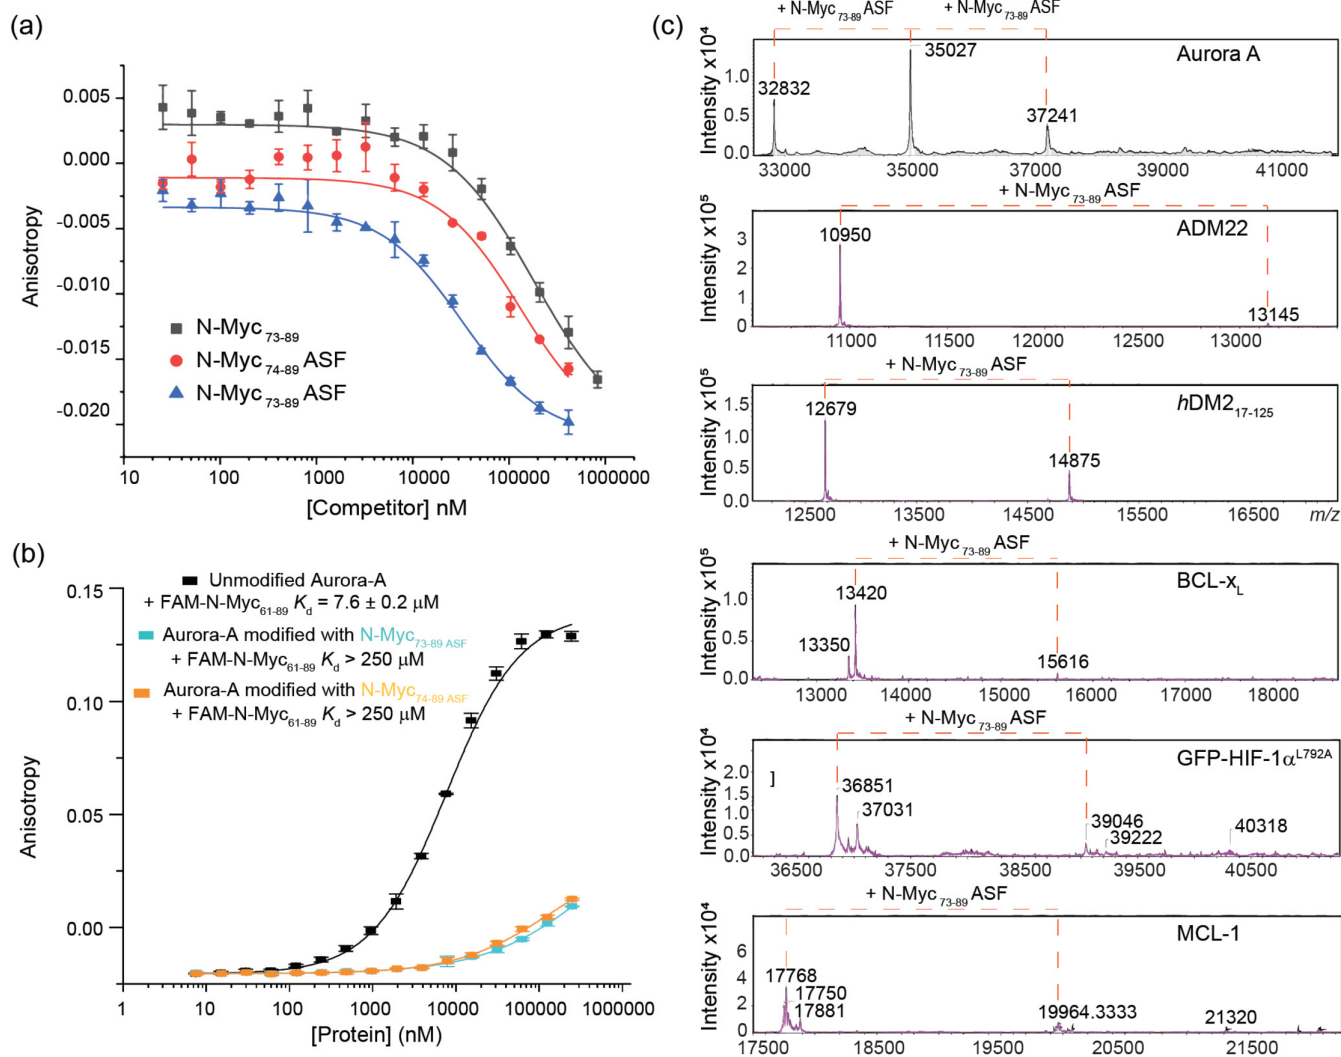 (a)
0.005
0.000
-0.005
-0.010
-0.015
-0.020
Anisotropy
N-Myc73-89
N-Myc74-89 ASF
N-Myc73-89 ASF
10 100 1000 10000 100000 1000000
[Competitor] nM
(b)
Unmodified Aurora-A
+ FAM-N-Myc61-89 Kd = 7.6 ± 0.2 μM
Aurora-A modified with N-Myc73-89 ASF
+ FAM-N-Myc61-89 Kd > 250 μM
Aurora-A modified with N-Myc74-89 ASF
+ FAM-N-Myc61-89 Kd > 250 μM
0.15
0.10
0.05
0.00
Anisotropy
1 10 100 1000 10000 100000 1000000
[Protein] (nM)
(c)
+ N-Myc73-89 ASF + N-Myc73-89 ASF
Intensity x10⁴
1.0
0.5
0.0
Aurora A
32832
35027
37241
33000 35000 37000 39000 41000
+ N-Myc73-89 ASF
Intensity x10⁵
3
2
1
0
ADM22
10950
13145
11000 11500 12000 12500 13000
+ N-Myc73-89 ASF
Intensity x10⁵
1.5
1.0
0.5
0.0
hDM217-125
12679
14875
12500 13500 14500 15500 16500 m/z
+ N-Myc73-89 ASF
Intensity x10⁵
1.0
0.5
0.0
BCL-xL
13420
13350
15616
13000 14000 15000 16000 17000 18000
+ N-Myc73-89 ASF
Intensity x10⁴
2.0
1.5
1.0
0.5
0.0
]
GFP-HIF-1αL792A
36851
37031
39046
39222
40318
36500 37500 38500 39500 40500
+ N-Myc73-89 ASF
Intensity x10⁴
6
4
2
0
MCL-1
17768
17750
17881
19964.3333
21320
17500 18500 19500 20500 21500